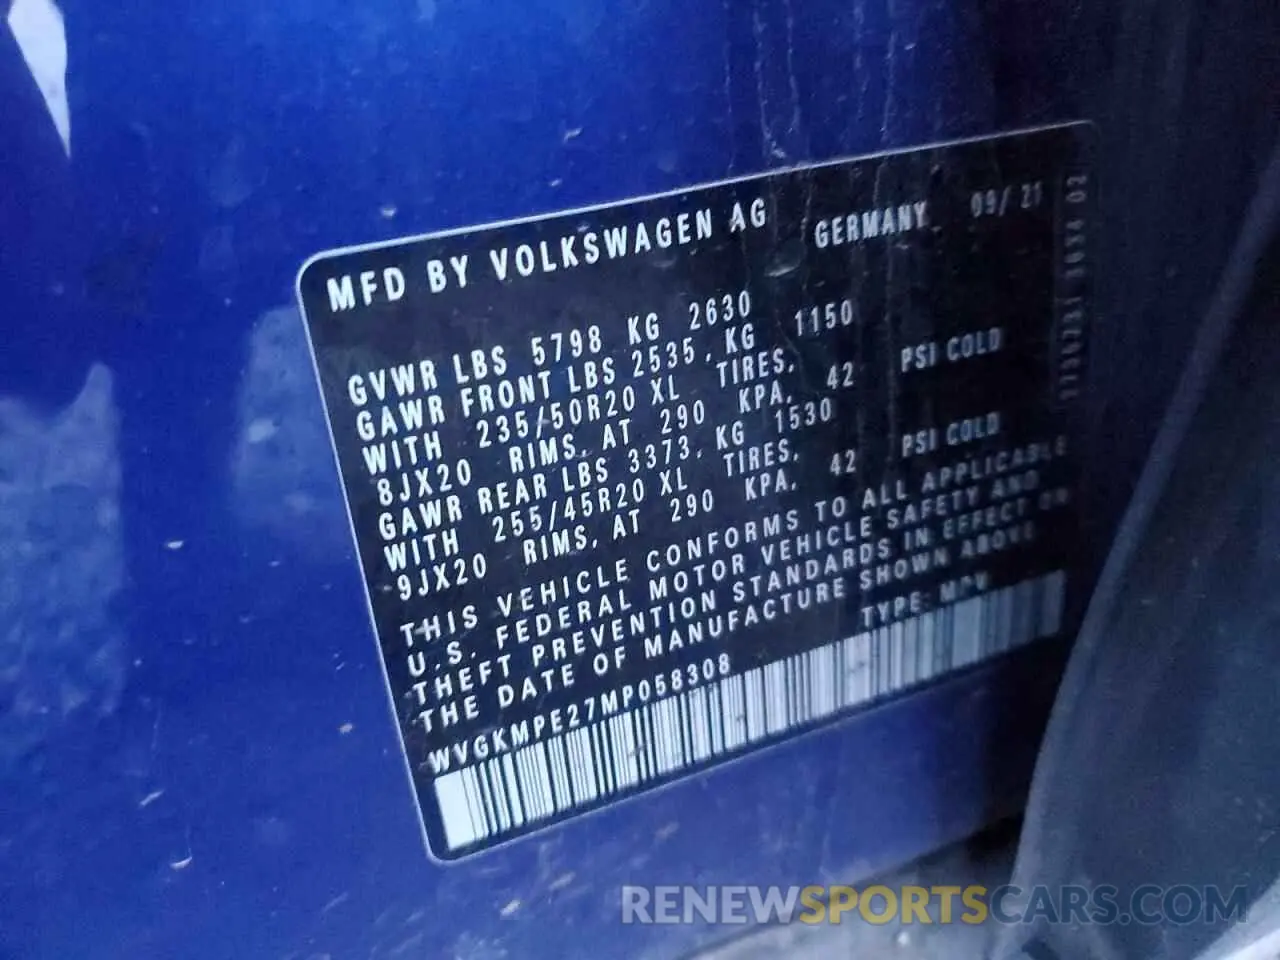 MFD BY VOLKSWAGEN AG GERMANY 09/21
GVWR LBS 5798 KG 2630
GAWR FRONT LBS 2535, KG 1150
WITH 235/50R20 XL TIRES,
8JX20 RIMS, AT 290 KPA, 42 PSI COLD
GAWR REAR LBS 3373, KG 1530
WITH 255/45R20 XL TIRES,
9JX20 RIMS, AT 290 KPA, 42 PSI COLD
THIS VEHICLE CONFORMS TO ALL APPLICABLE
U.S. FEDERAL MOTOR VEHICLE SAFETY AND
THEFT PREVENTION STANDARDS IN EFFECT ON
THE DATE OF MANUFACTURE SHOWN ABOVE
WVGKMPE27MP058308 TYPE: MPV
RENEWSPORTSCARS.COM